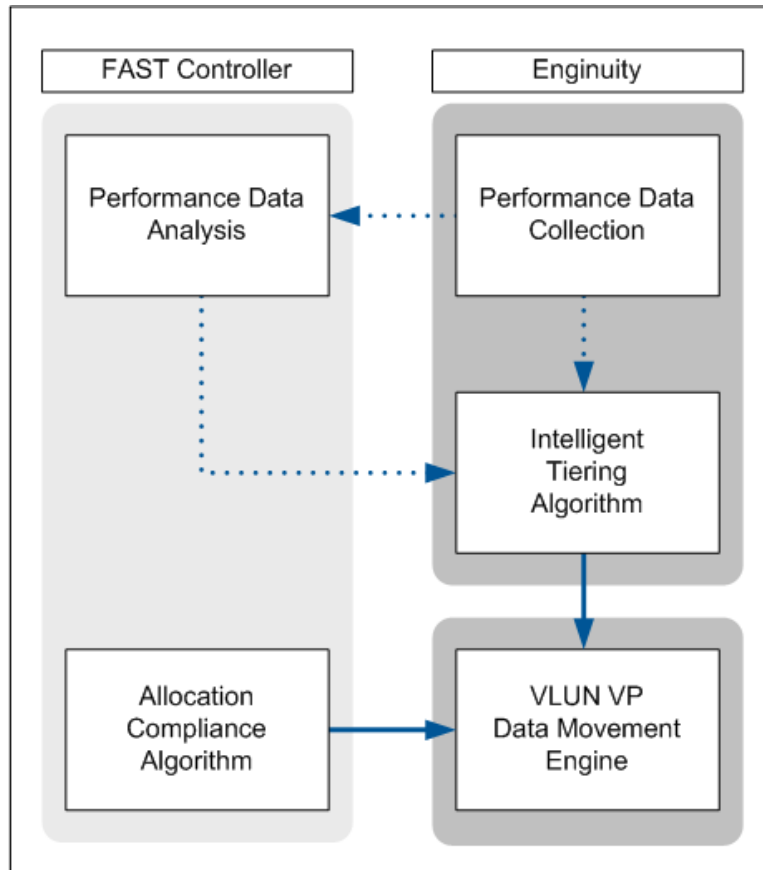 FAST Controller
Enginuity
Performance Data
Analysis
Performance Data
Collection
Intelligent
Tiering
Algorithm
Allocation
Compliance
Algorithm
VLUN VP
Data Movement
Engine